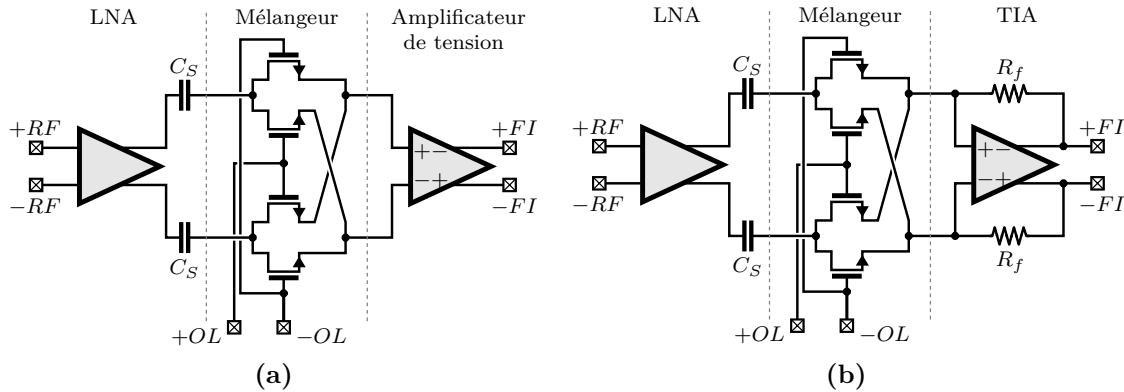 LNA Mélangeur Amplificateur de tension
C_S
+RF
−RF
+− +FI
−+ −FI
C_S
+OL −OL
(a)
LNA Mélangeur TIA
C_S R_f
+RF
−RF
+− +FI
−+ −FI
C_S R_f
+OL −OL
(b)